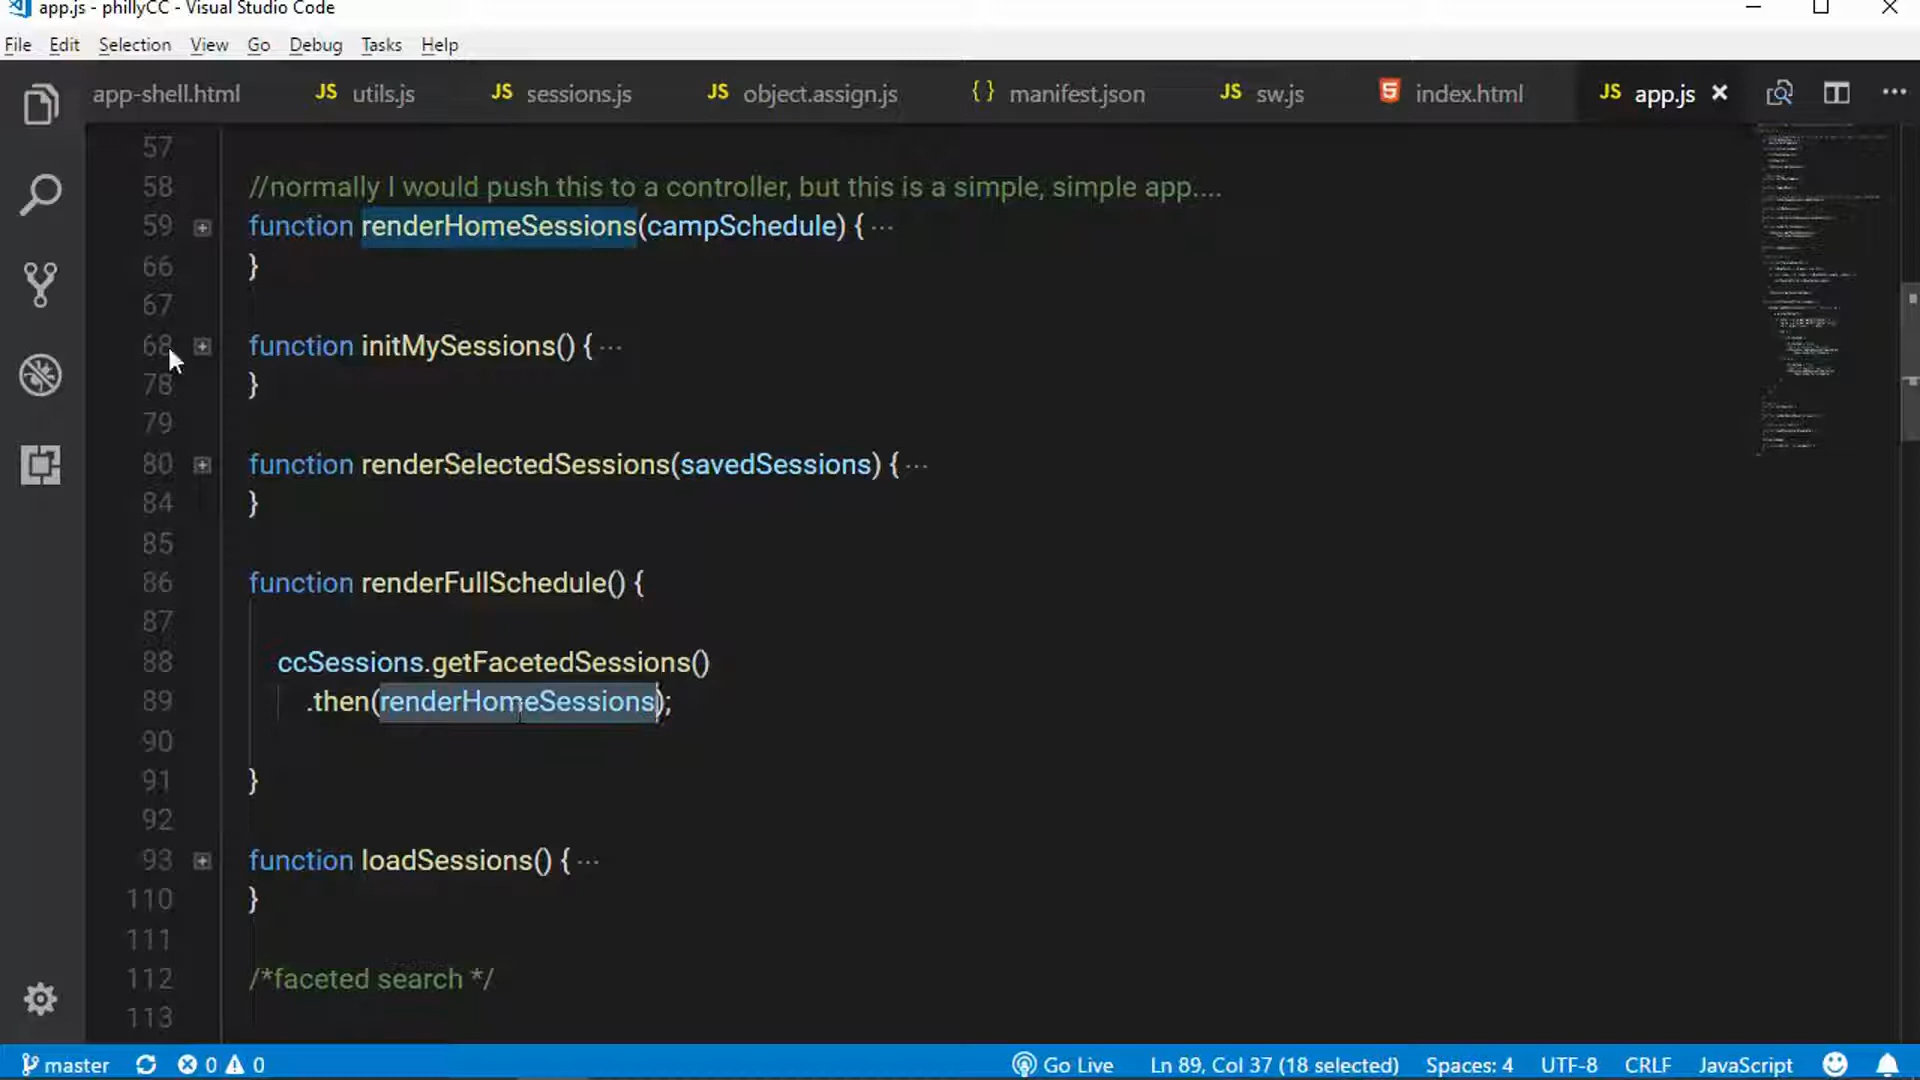 app.js - phillyCC - Visual Studio Code
File Edit Selection View Go Debug Tasks Help
app-shell.html JS utils.js JS sessions.js JS object.assign.js {} manifest.json JS sw.js 5 index.html JS app.js
57
58 //normally I would push this to a controller, but this is a simple, simple app....
59 function renderHomeSessions(campSchedule) { ...
66 }
67
68 function initMySessions() { ...
78 }
79
80 function renderSelectedSessions(savedSessions) { ...
84 }
85
86 function renderFullSchedule() {
87
88 ccSessions.getFacetedSessions()
89 .then(renderHomeSessions);
90
91 }
92
93 function loadSessions() { ...
110 }
111
112 /*faceted search */
113
master 0 0 Go Live Ln 89, Col 37 (18 selected) Spaces: 4 UTF-8 CRLF JavaScript